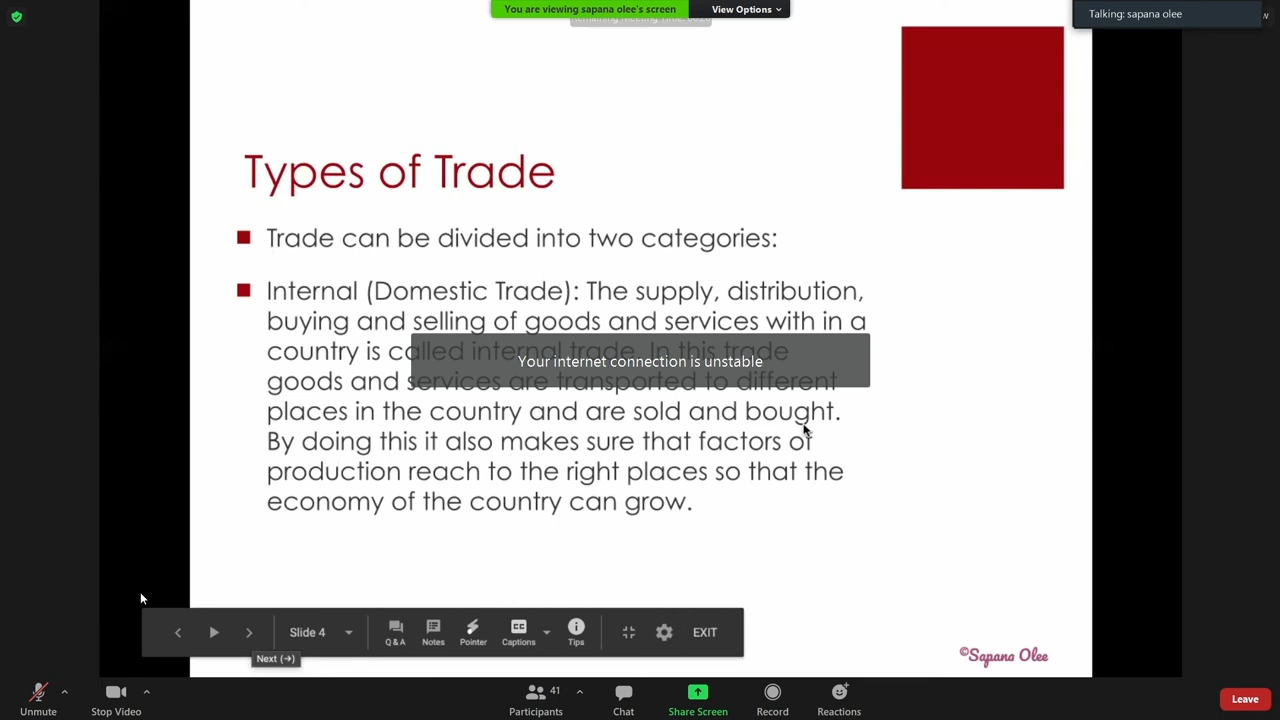 You are viewing sapana olee's screen
View Options
Talking: sapana olee
Types of Trade
Trade can be divided into two categories:
Internal (Domestic Trade): The supply, distribution,
buying and selling of goods and services with in a
country is called internal trade. In this trade
Your internet connection is unstable
goods and services are transported to different
places in the country and are sold and bought.
By doing this it also makes sure that factors of
production reach to the right places so that the
economy of the country can grow.
Slide 4
Q & A
Notes
Pointer
Captions
Tips
EXIT
Next (→)
©Sapana Olee
Unmute
Stop Video
41
Participants
Chat
Share Screen
Record
Reactions
Leave